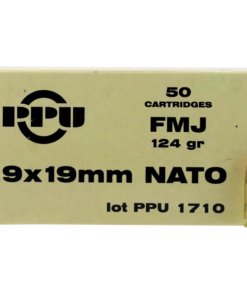 50
CARTRIDGES
PPU
FMJ
124 gr
9x19mm NATO
lot PPU 1710